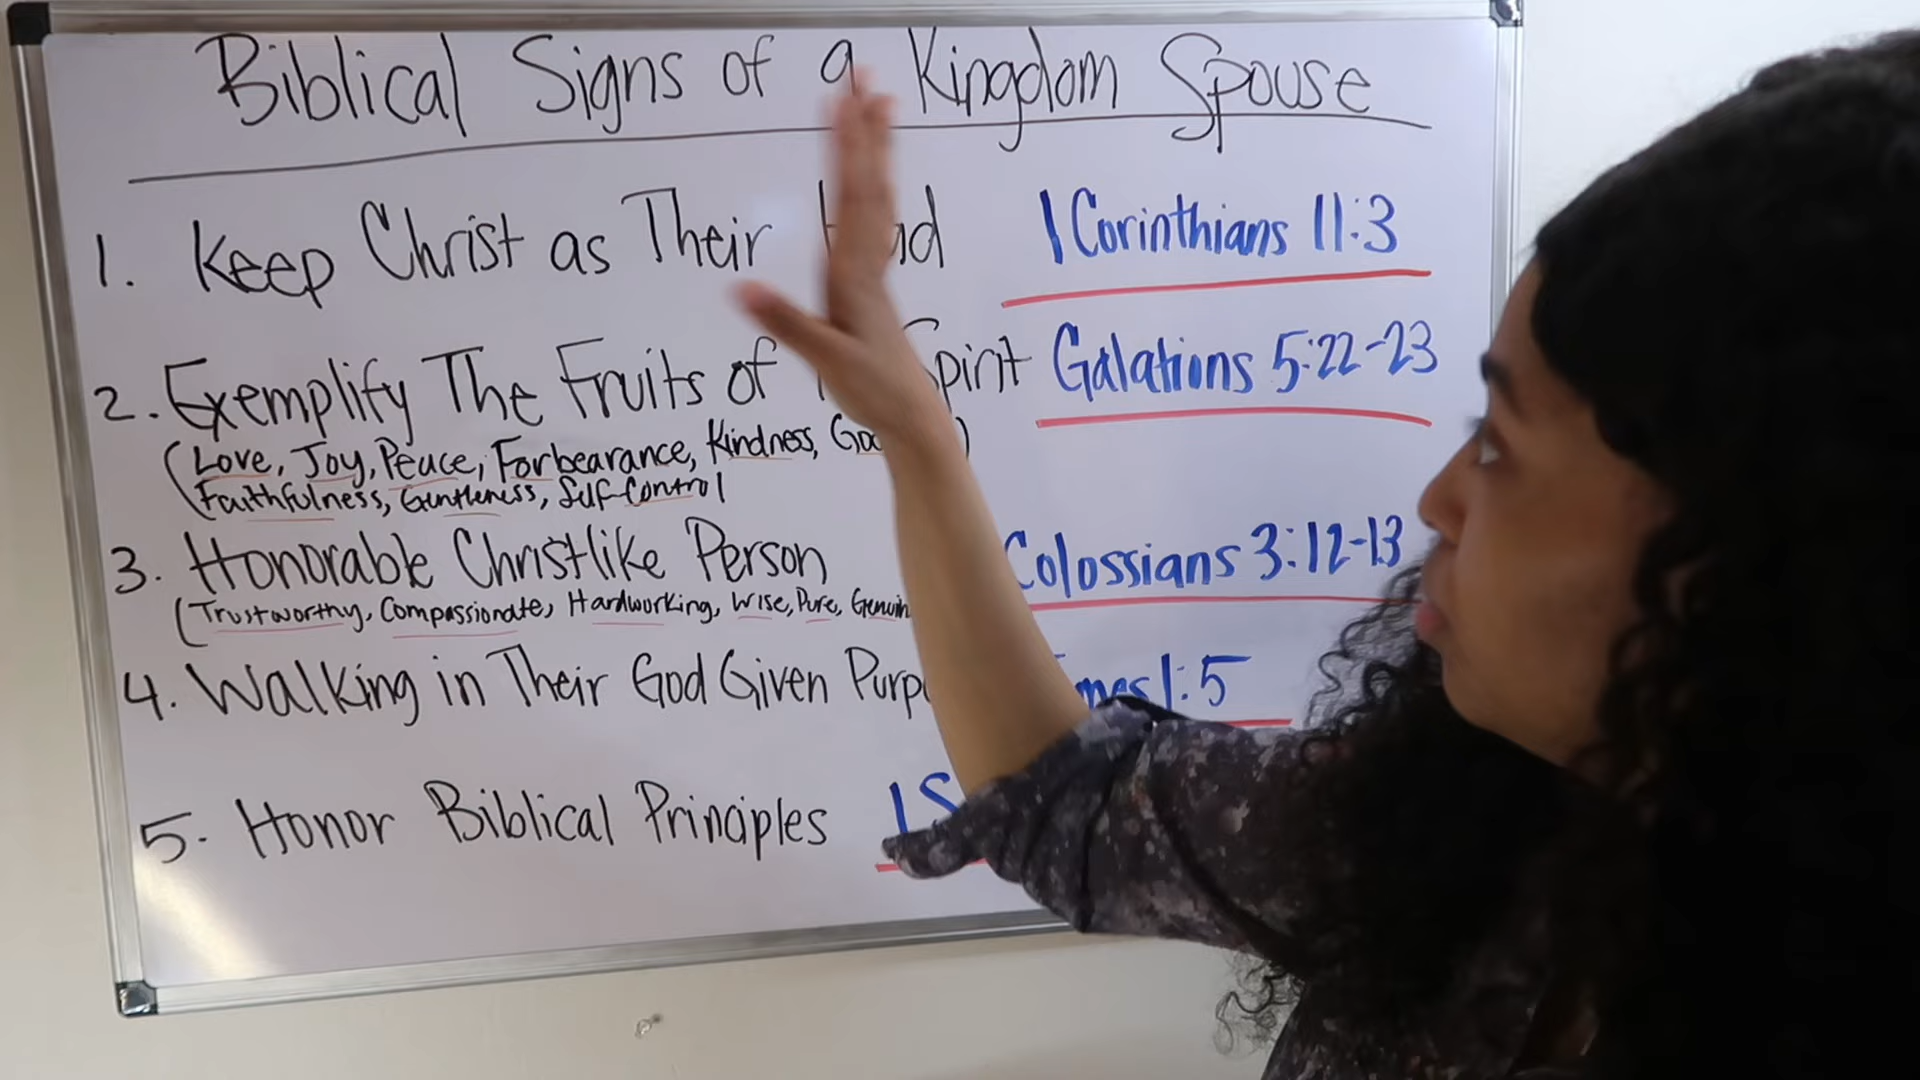 Biblical Signs of a Kingdom Spouse
1. Keep Christ as Their 1 Corinthians 11:3
2. Exemplify The Fruits of Spirit Galations 5:22-23
(Love, Joy, Peace, Forbearance, Kindness, )
Faithfulness, Gentleness, Self-Control
3. Honorable Christlike Person Colossians 3:12-13
(Trustworthy, Compassionate, Hardworking, Wise, Pure,
4. Walking in Their God Given 1:5
5. Honor Biblical Principles 1